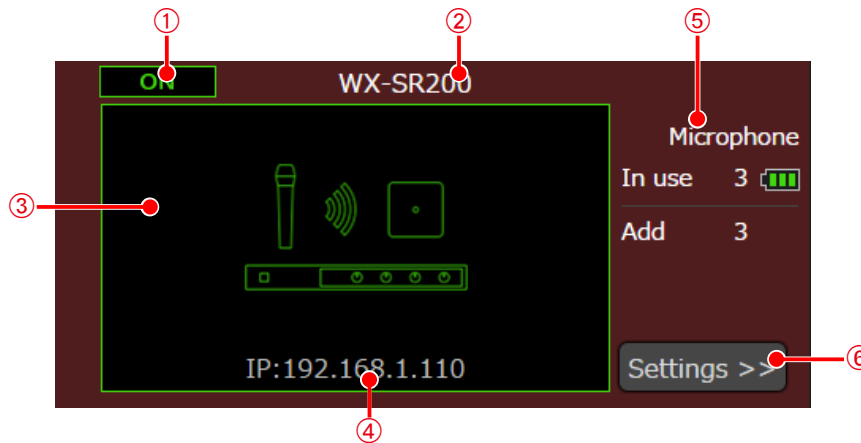 ① ② ⑤
ON WX-SR200
Microphone
In use 3
③
Add 3
IP:192.168.1.110
Settings >> ⑥
④